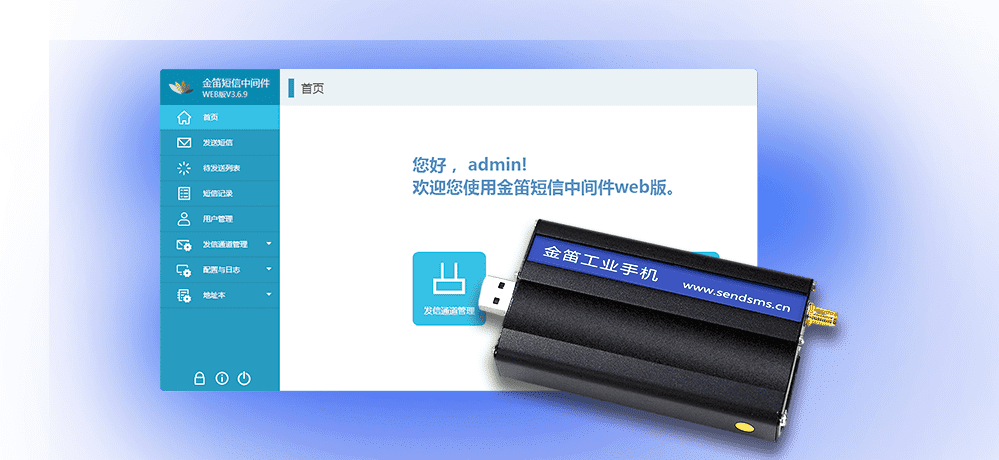 金笛短信中间件
WEB版V3.6.9
首页
首页
发送短信
待发送列表
短信记录
用户管理
发信通道管理
配置与日志
地址本
您好，admin!
欢迎您使用金笛短信中间件web版。
发信通道管理
金笛工业手机
www.sendsms.cn